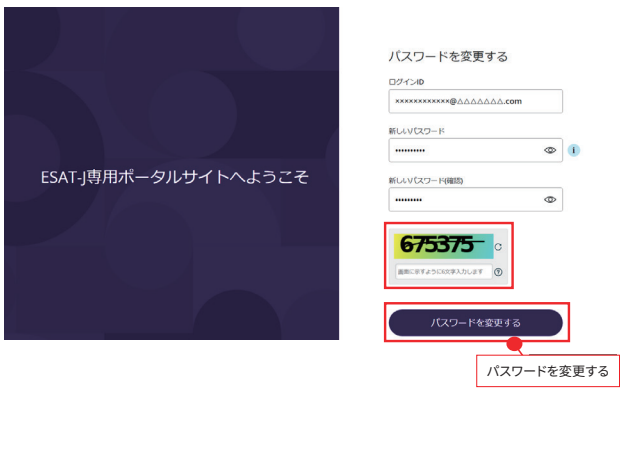 ESAT-J専用ポータルサイトへようこそ
パスワードを変更する
ログインID
××××××××××××@△△△△△△△.com
新しいパスワード
••••••••••
i
新しいパスワード(確認)
•••••••••
675375
画面に示すように6文字入力します
?
パスワードを変更する
パスワードを変更する